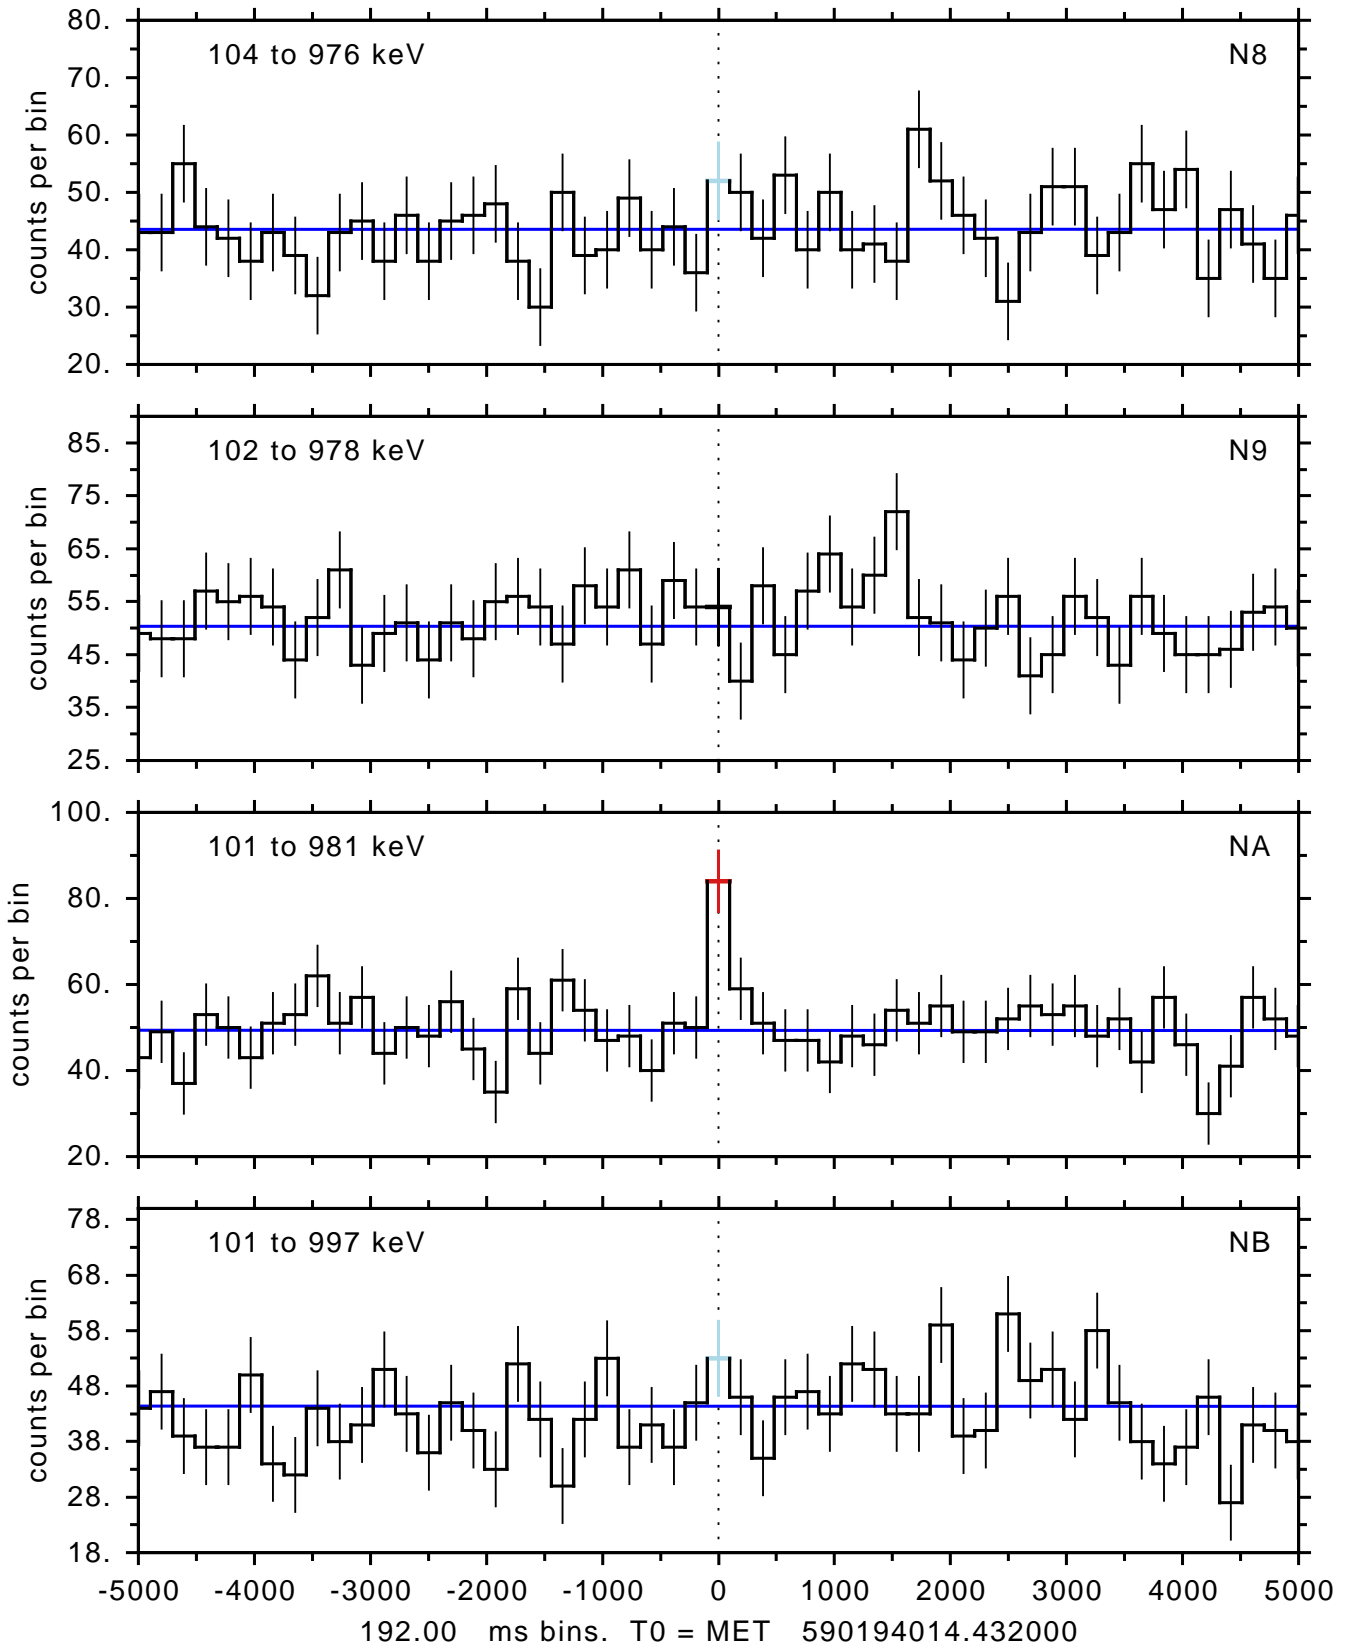 80.
70.
60.
50.
40.
30.
20.
counts per bin
104 to 976 keV
N8
85.
75.
65.
55.
45.
35.
25.
counts per bin
102 to 978 keV
N9
100.
80.
60.
40.
20.
counts per bin
101 to 981 keV
NA
78.
68.
58.
48.
38.
28.
18.
counts per bin
101 to 997 keV
NB
-5000 -4000 -3000 -2000 -1000 0 1000 2000 3000 4000 5000
192.00 ms bins. T0 = MET 590194014.432000